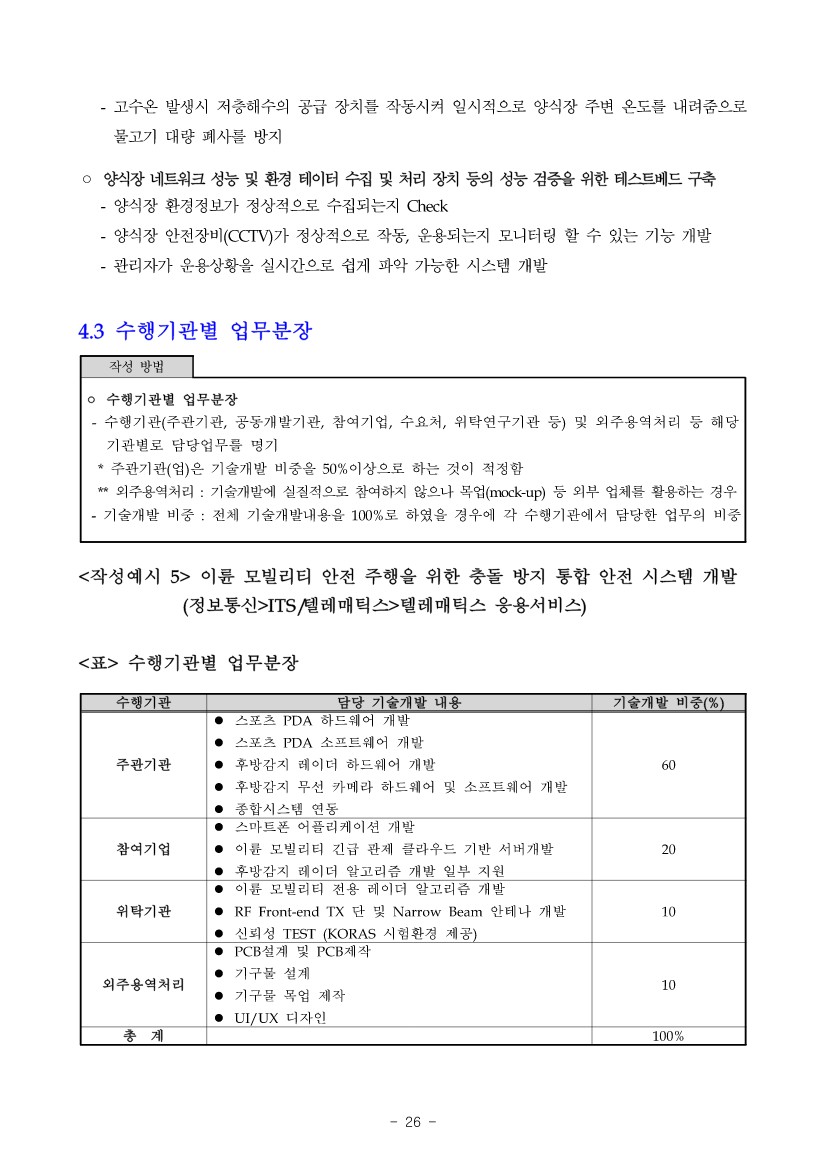 - 고수온 발생시 저층해수의 공급 장치를 작동시켜 일시적으로 양식장 주변 온도를 내려줌으로
물고기 대량 폐사를 방지
○ 양식장 네트워크 성능 및 환경 테이터 수집 및 처리 장치 등의 성능 검증을 위한 테스트베드 구축
- 양식장 환경정보가 정상적으로 수집되는지 Check
- 양식장 안전장비(CCTV)가 정상적으로 작동, 운용되는지 모니터링 할 수 있는 기능 개발
- 관리자가 운용상황을 실시간으로 쉽게 파악 가능한 시스템 개발
4.3 수행기관별 업무분장
작성 방법
○ 수행기관별 업무분장
- 수행기관(주관기관, 공동개발기관, 참여기업, 수요처, 위탁연구기관 등) 및 외주용역처리 등 해당
기관별로 담당업무를 명기
* 주관기관(업)은 기술개발 비중을 50%이상으로 하는 것이 적정함
** 외주용역처리 : 기술개발에 실질적으로 참여하지 않으나 목업(mock-up) 등 외부 업체를 활용하는 경우
- 기술개발 비중 : 전체 기술개발내용을 100%로 하였을 경우에 각 수행기관에서 담당한 업무의 비중
<작성예시 5> 이륜 모빌리티 안전 주행을 위한 충돌 방지 통합 안전 시스템 개발
(정보통신>ITS/텔레매틱스>텔레매틱스 응용서비스)
<표> 수행기관별 업무분장
수행기관 담당 기술개발 내용 기술개발 비중(%)
● 스포츠 PDA 하드웨어 개발
● 스포츠 PDA 소프트웨어 개발
주관기관 ● 후방감지 레이더 하드웨어 개발 60
● 후방감지 무선 카메라 하드웨어 및 소프트웨어 개발
● 종합시스템 연동
● 스마트폰 어플리케이션 개발
참여기업 ● 이륜 모빌리티 긴급 관제 클라우드 기반 서버개발 20
● 후방감지 레이더 알고리즘 개발 일부 지원
● 이륜 모빌리티 전용 레이더 알고리즘 개발
위탁기관 ● RF Front-end TX 단 및 Narrow Beam 안테나 개발 10
● 신뢰성 TEST (KORAS 시험환경 제공)
● PCB설계 및 PCB제작
● 기구물 설계
외주용역처리 10
● 기구물 목업 제작
● UI/UX 디자인
총 계 100%
- 26 -